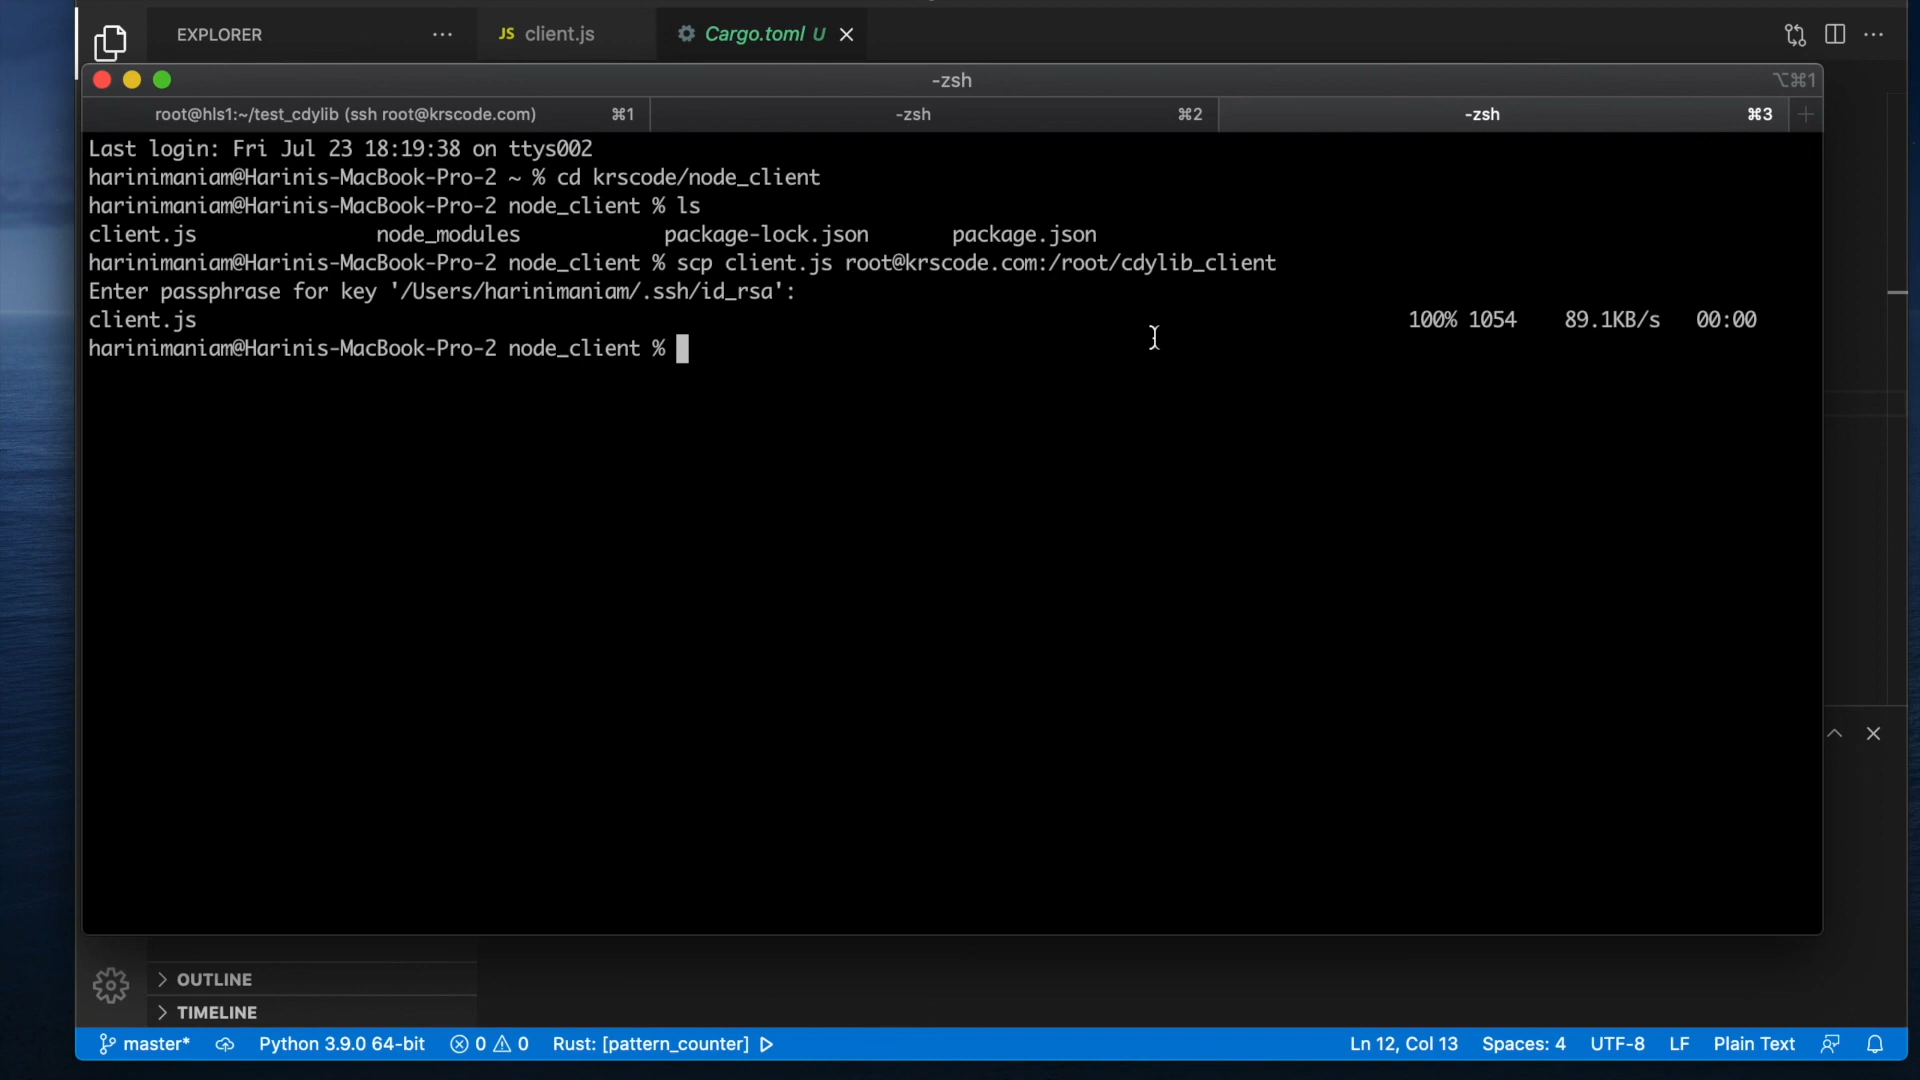 EXPLORER ... JS client.js Cargo.toml U
-zsh ⌥⌘1
root@hls1:~/test_cdylib (ssh root@krscode.com) ⌘1 -zsh ⌘2 -zsh ⌘3
Last login: Fri Jul 23 18:19:38 on ttys002
harinimaniam@Harinis-MacBook-Pro-2 ~ % cd krscode/node_client
harinimaniam@Harinis-MacBook-Pro-2 node_client % ls
client.js node_modules package-lock.json package.json
harinimaniam@Harinis-MacBook-Pro-2 node_client % scp client.js root@krscode.com:/root/cdylib_client
Enter passphrase for key '/Users/harinimaniam/.ssh/id_rsa':
client.js 100% 1054 89.1KB/s 00:00
harinimaniam@Harinis-MacBook-Pro-2 node_client %
OUTLINE
TIMELINE
master* Python 3.9.0 64-bit 0 0 Rust: [pattern_counter] Ln 12, Col 13 Spaces: 4 UTF-8 LF Plain Text